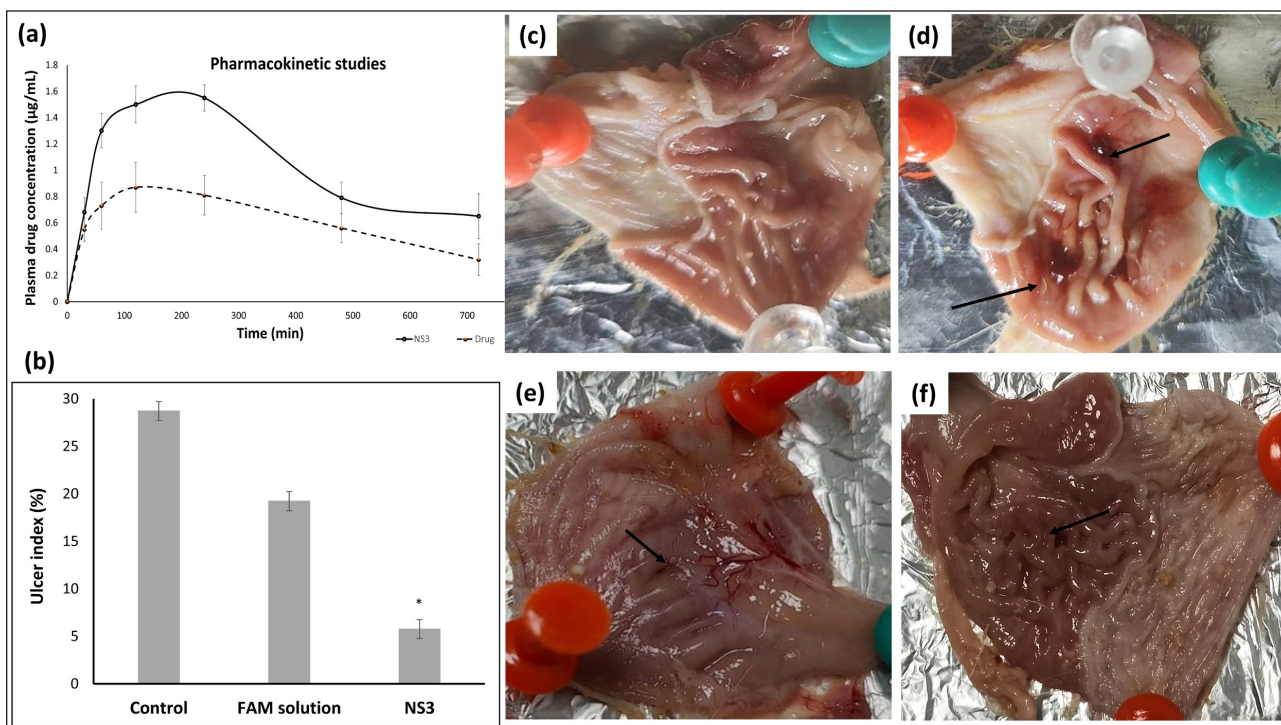 (a)
Pharmacokinetic studies
Plasma drug concentration (µg/mL)
1.8
1.6
1.4
1.2
1
0.8
0.6
0.4
0.2
0
0 100 200 300 400 500 600 700
Time (min)
NS3 Drug
(b)
Ulcer index (%)
30
25
20
15
10
5
0
*
Control FAM solution NS3
(c)
(d)
(e)
(f)